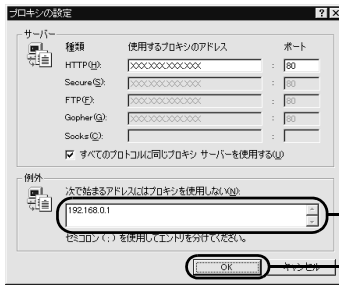 プロキシの設定
サーバー
種類 使用するプロキシのアドレス ポート
HTTP(H): XXXXXXXXXXXX : 80
Secure(S): XXXXXXXXXXXX : 80
FTP(F): XXXXXXXXXXXX : 80
Gopher(G): XXXXXXXXXXXX : 80
Socks(C): :
すべてのプロトコルに同じプロキシ サーバーを使用する(U)
例外
次で始まるアドレスにはプロキシを使用しない(N):
192.168.0.1
セミコロン ( ; ) を使用してエントリを分けてください。
OK キャンセル